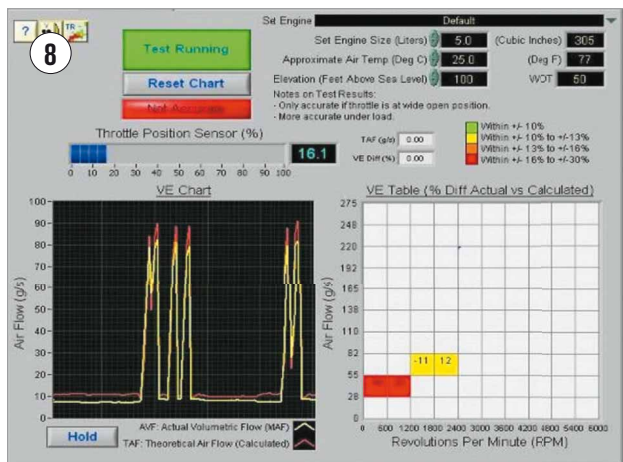 Set Engine Default
? TR
8
Test Running
Set Engine Size (Liters) 5.0 (Cubic Inches) 305
Reset Chart
Approximate Air Temp (Deg C) 25.0 (Deg F) 77
Elevation (Feet Above Sea Level) 100 WOT 50
Not Accurate
Notes on Test Results:
- Only accurate if throttle is at wide open position.
- More accurate under load.
Throttle Position Sensor (%)
16.1
0 10 20 30 40 50 60 70 80 90 100
TAF (g/s) 0.00
VE Diff (%) 0.00
Within +/- 10%
Within +/- 10% to +/-13%
Within +/- 13% to +/-16%
Within +/- 16% to +/-30%
VE Chart
Air Flow (g/s)
100
90
80
70
60
50
40
30
20
10
0
Hold
AVF: Actual Volumetric Flow (MAF)
TAF: Theoretical Air Flow (Calculated)
VE Table (% Diff Actual vs Calculated)
Air Flow (g/s)
275
248
220
192
165
138
110
82
55
28
0
-11 12
0 600 1200 1800 2400 3000 3600 4200 4800 5400 6000
Revolutions Per Minute (RPM)